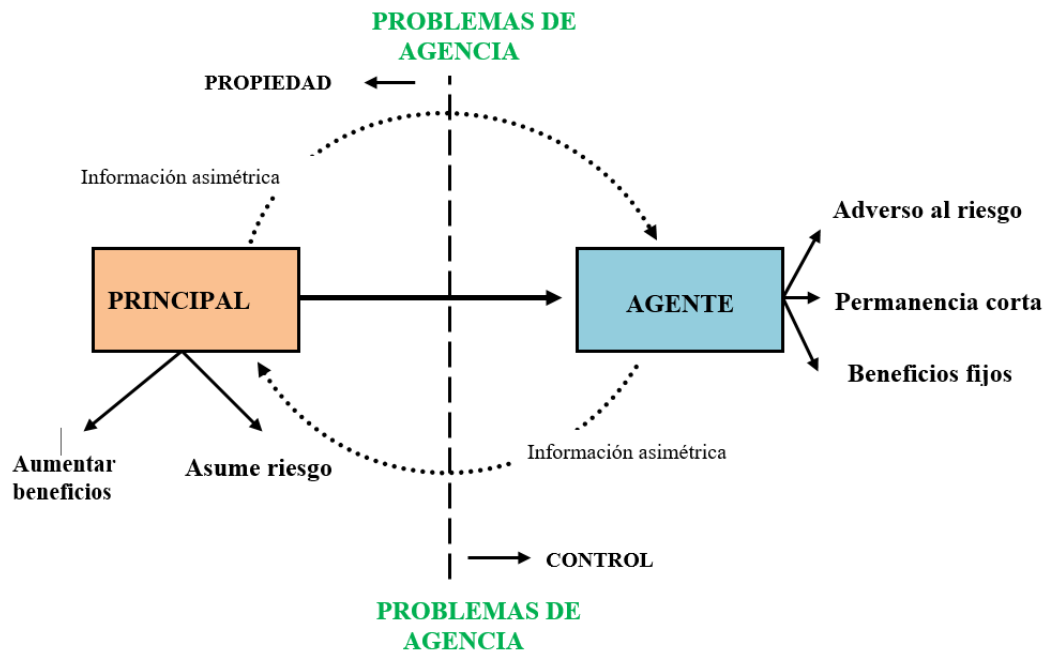 PROBLEMAS DE
AGENCIA
PROPIEDAD
Información asimétrica
Adverso al riesgo
PRINCIPAL
AGENTE
Permanencia corta
Beneficios fijos
Información asimétrica
Aumentar
beneficios
Asume riesgo
CONTROL
PROBLEMAS DE
AGENCIA